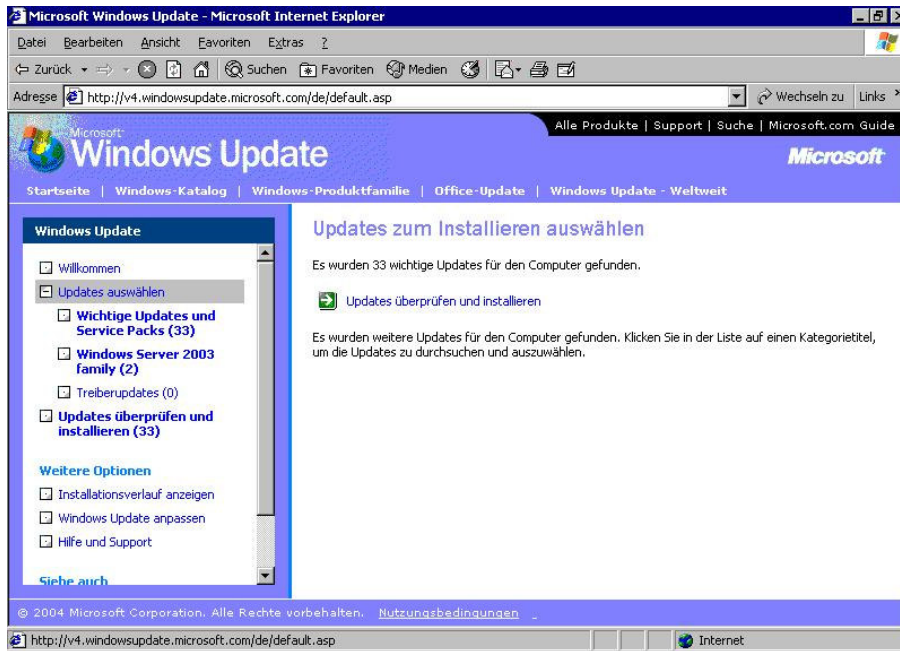 Microsoft Windows Update - Microsoft Internet Explorer
Datei Bearbeiten Ansicht Favoriten Extras ?
Zurück Suchen Favoriten Medien
Adresse http://v4.windowsupdate.microsoft.com/de/default.asp Wechseln zu Links
Alle Produkte | Support | Suche | Microsoft.com Guide
Microsoft
Windows Update
Microsoft
Startseite | Windows-Katalog | Windows-Produktfamilie | Office-Update | Windows Update - Weltweit
Windows Update
Willkommen
Updates auswählen
Wichtige Updates und
Service Packs (33)
Windows Server 2003
family (2)
Treiberupdates (0)
Updates überprüfen und
installieren (33)
Weitere Optionen
Installationsverlauf anzeigen
Windows Update anpassen
Hilfe und Support
Siehe auch
Updates zum Installieren auswählen
Es wurden 33 wichtige Updates für den Computer gefunden.
Updates überprüfen und installieren
Es wurden weitere Updates für den Computer gefunden. Klicken Sie in der Liste auf einen Kategorietitel,
um die Updates zu durchsuchen und auszuwählen.
© 2004 Microsoft Corporation. Alle Rechte vorbehalten. Nutzungsbedingungen
http://v4.windowsupdate.microsoft.com/de/default.asp Internet